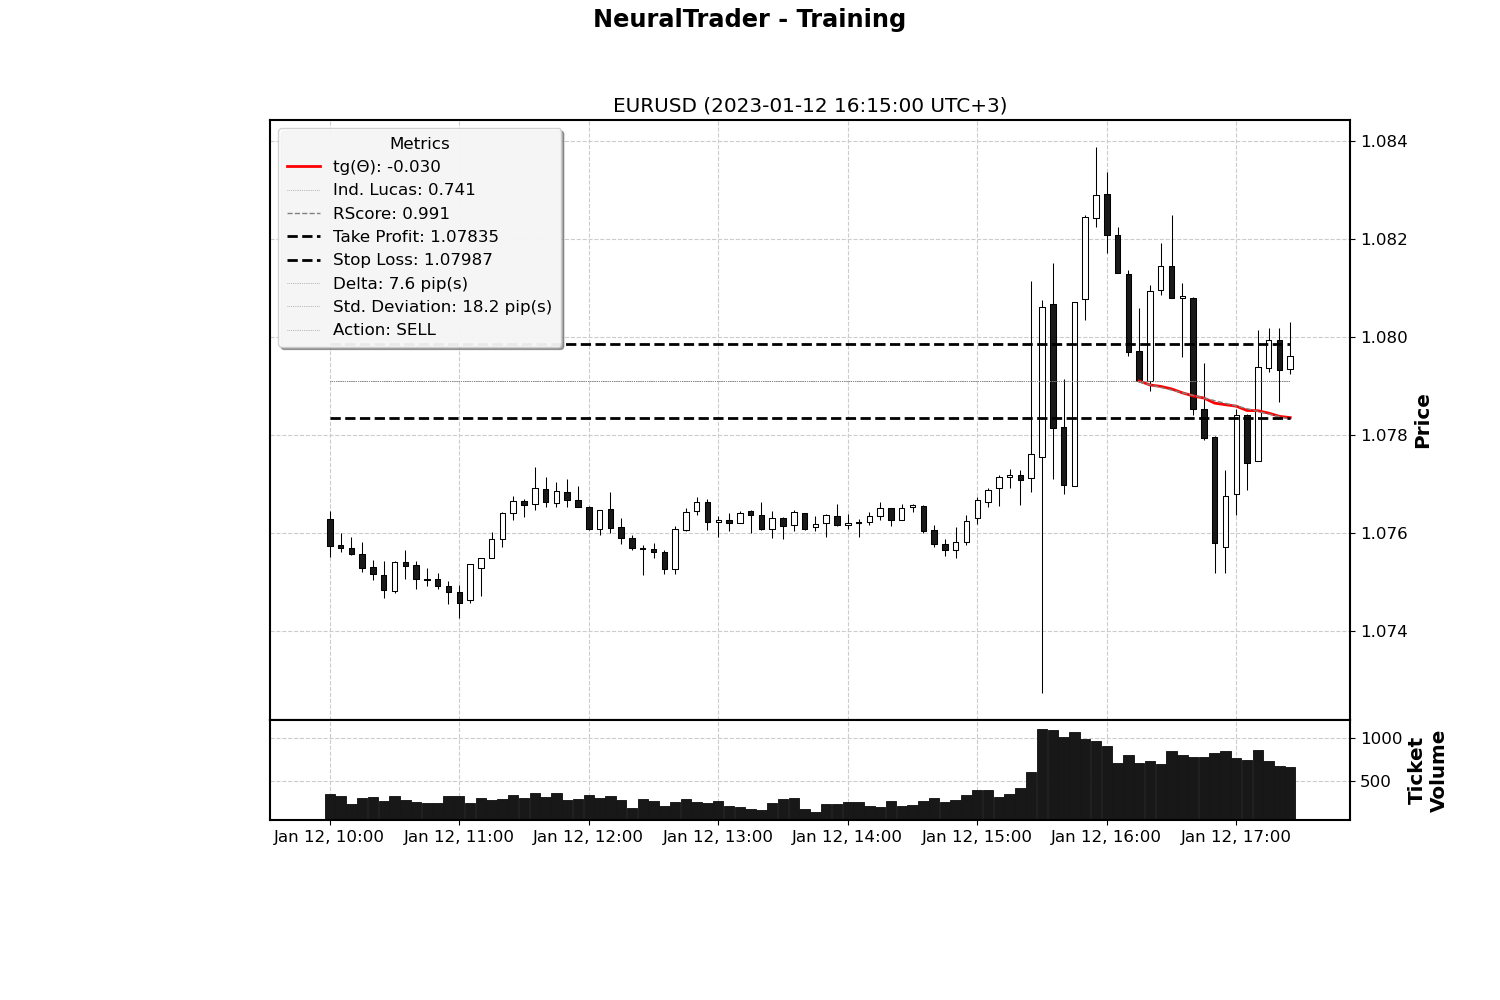 NeuralTrader - Training
EURUSD (2023-01-12 16:15:00 UTC+3)
Metrics
tg(Θ): -0.030
Ind. Lucas: 0.741
RScore: 0.991
Take Profit: 1.07835
Stop Loss: 1.07987
Delta: 7.6 pip(s)
Std. Deviation: 18.2 pip(s)
Action: SELL
1.084
1.082
1.080
1.078
1.076
1.074
Price
1000
500
Ticket
Volume
Jan 12, 10:00
Jan 12, 11:00
Jan 12, 12:00
Jan 12, 13:00
Jan 12, 14:00
Jan 12, 15:00
Jan 12, 16:00
Jan 12, 17:00